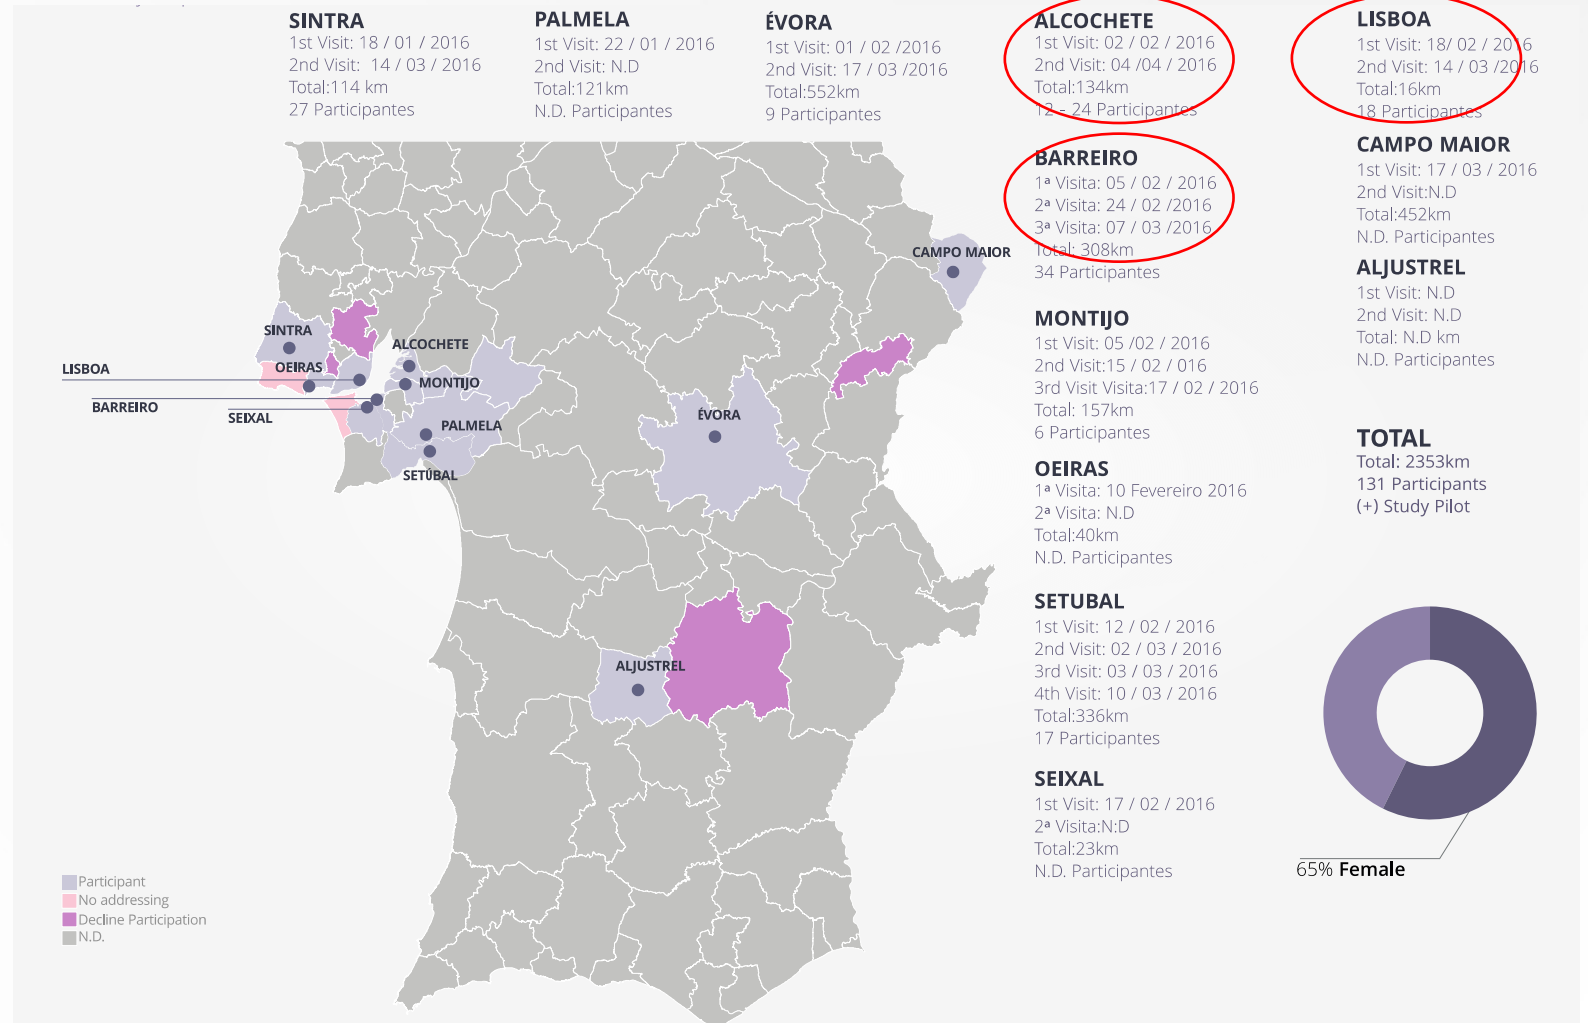 SINTRA
1st Visit: 18 / 01 / 2016
2nd Visit: 14 / 03 / 2016
Total:114 km
27 Participantes
PALMELA
1st Visit: 22 / 01 / 2016
2nd Visit: N.D
Total:121km
N.D. Participantes
ÉVORA
1st Visit: 01 / 02 /2016
2nd Visit: 17 / 03 /2016
Total:552km
9 Participantes
ALCOCHETE
1st Visit: 02 / 02 / 2016
2nd Visit: 04 /04 / 2016
Total:134km
12 - 24 Participantes
LISBOA
1st Visit: 18/ 02 / 2016
2nd Visit: 14 / 03 /2016
Total:16km
18 Participantes
BARREIRO
1ª Visita: 05 / 02 / 2016
2ª Visita: 24 / 02 /2016
3ª Visita: 07 / 03 /2016
Total: 308km
34 Participantes
CAMPO MAIOR
1st Visit: 17 / 03 / 2016
2nd Visit:N.D
Total:452km
N.D. Participantes
ALJUSTREL
1st Visit: N.D
2nd Visit: N.D
Total: N.D km
N.D. Participantes
MONTIJO
1st Visit: 05 /02 / 2016
2nd Visit:15 / 02 / 016
3rd Visit Visita:17 / 02 / 2016
Total: 157km
6 Participantes
OEIRAS
1ª Visita: 10 Fevereiro 2016
2ª Visita: N.D
Total:40km
N.D. Participantes
SETUBAL
1st Visit: 12 / 02 / 2016
2nd Visit: 02 / 03 / 2016
3rd Visit: 03 / 03 / 2016
4th Visit: 10 / 03 / 2016
Total:336km
17 Participantes
SEIXAL
1st Visit: 17 / 02 / 2016
2ª Visita:N:D
Total:23km
N.D. Participantes
TOTAL
Total: 2353km
131 Participants
(+) Study Pilot
65% Female
CAMPO MAIOR
SINTRA
ALCOCHETE
OEIRAS
LISBOA
MONTIJO
BARREIRO
SEIXAL
ÉVORA
PALMELA
SETÚBAL
ALJUSTREL
Participant
No addressing
Decline Participation
N.D.